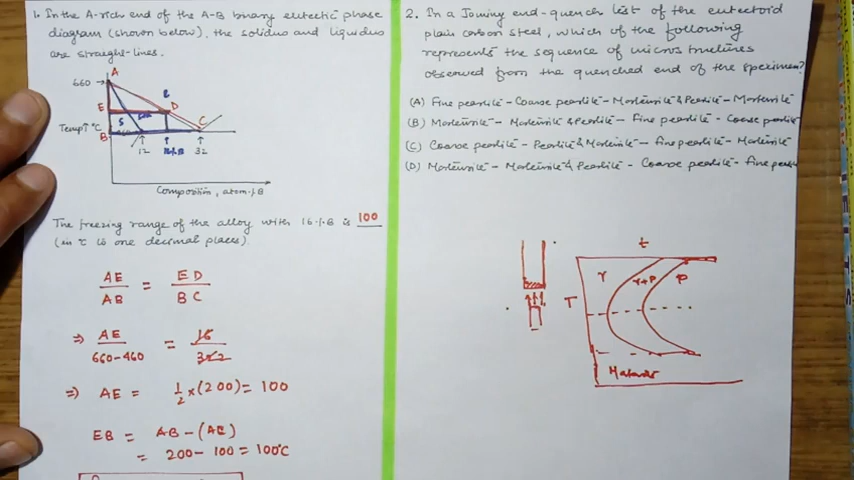 1. In the A-rich end of the A-B binary eutectic phase
diagram (shown below), the solidus and liquidus
are straight-lines.
A
660
E
D
S
C
B
Temp↑ °C
12
16%B
32
Composition, atom % B
The freezing range of the alloy with 16 % B is 100
(in °C to one decimal places).
AE/AB = ED/BC
⇒ AE/660-460 = 16/32 2
⇒) AE = 1/2 × (200) = 100
EB = AB - (AE)
= 200 - 100 = 100°C
2. In a Jominy end-quench test of the eutectoid
plain carbon steel, which of the following
represents the sequence of microstructures
observed from the quenched end of the specimen?
(A) Fine pearlite - Coarse pearlite - Martensite & Pearlite - Martensite
(B) Martensite - Martensite & Pearlite - Fine pearlite - Coarse pearlite
(C) Coarse pearlite - Pearlite & Martensite - fine pearlite - Martensite
(D) Martensite - Martensite & Pearlite - Coarse pearlite - Fine pearlite
t
γ
γ+P
P
T